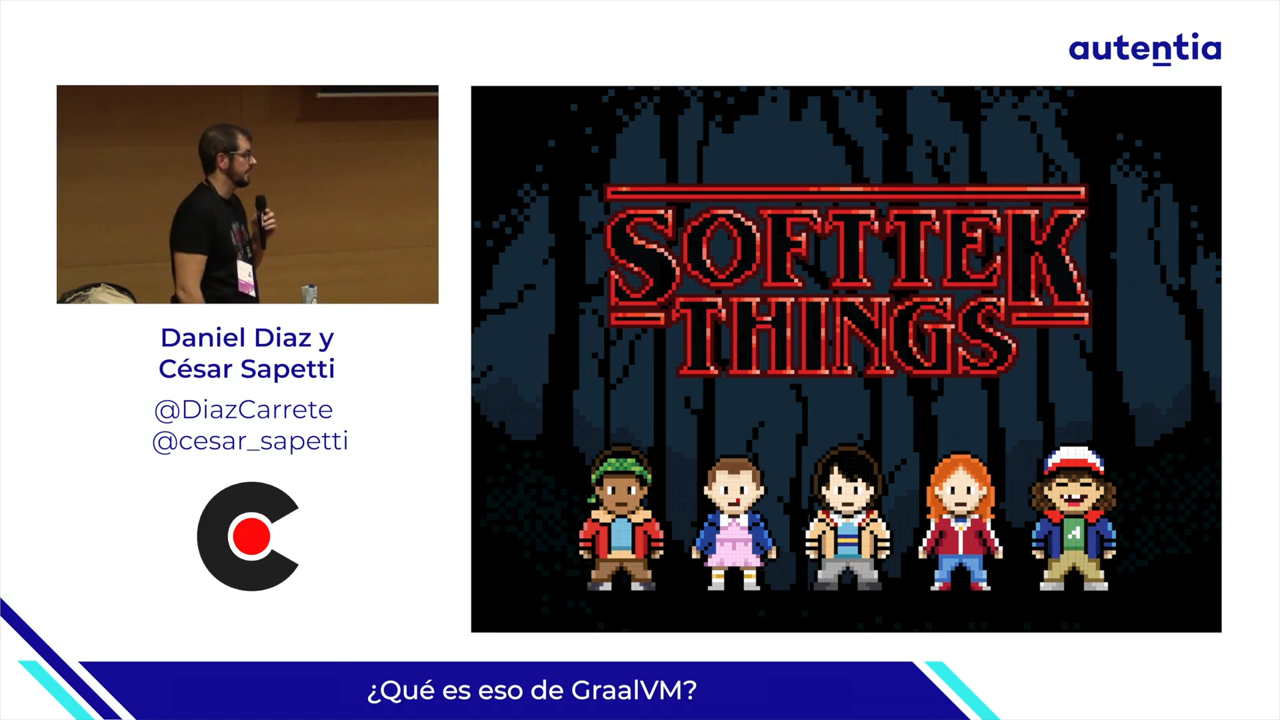 autentia
SOFTTEK
THINGS
Daniel Diaz y
César Sapetti
@DiazCarrete
@cesar_sapetti
¿Qué es eso de GraalVM?